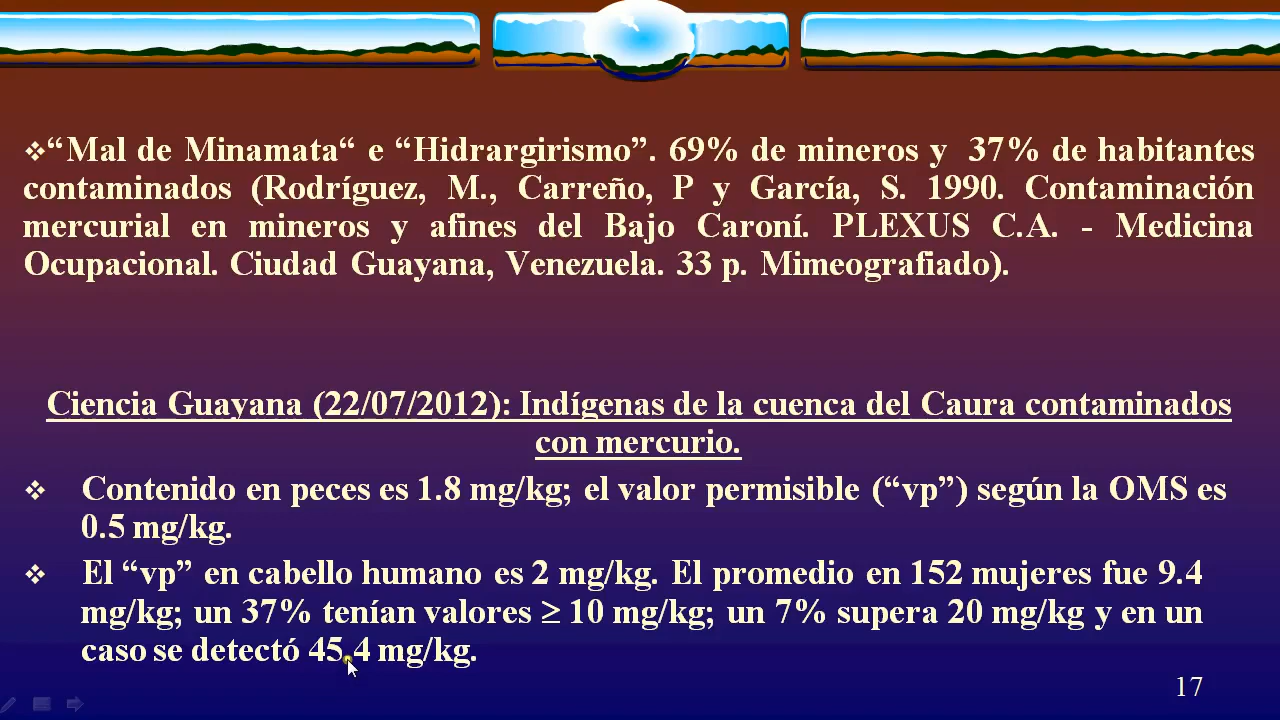 ❖“Mal de Minamata“ e “Hidrargirismo”. 69% de mineros y 37% de habitantes
contaminados (Rodríguez, M., Carreño, P y García, S. 1990. Contaminación
mercurial en mineros y afines del Bajo Caroní. PLEXUS C.A. - Medicina
Ocupacional. Ciudad Guayana, Venezuela. 33 p. Mimeografiado).
Ciencia Guayana (22/07/2012): Indígenas de la cuenca del Caura contaminados
con mercurio.
❖ Contenido en peces es 1.8 mg/kg; el valor permisible (“vp”) según la OMS es
0.5 mg/kg.
❖ El “vp” en cabello humano es 2 mg/kg. El promedio en 152 mujeres fue 9.4
mg/kg; un 37% tenían valores ≥ 10 mg/kg; un 7% supera 20 mg/kg y en un
caso se detectó 45.4 mg/kg.
17